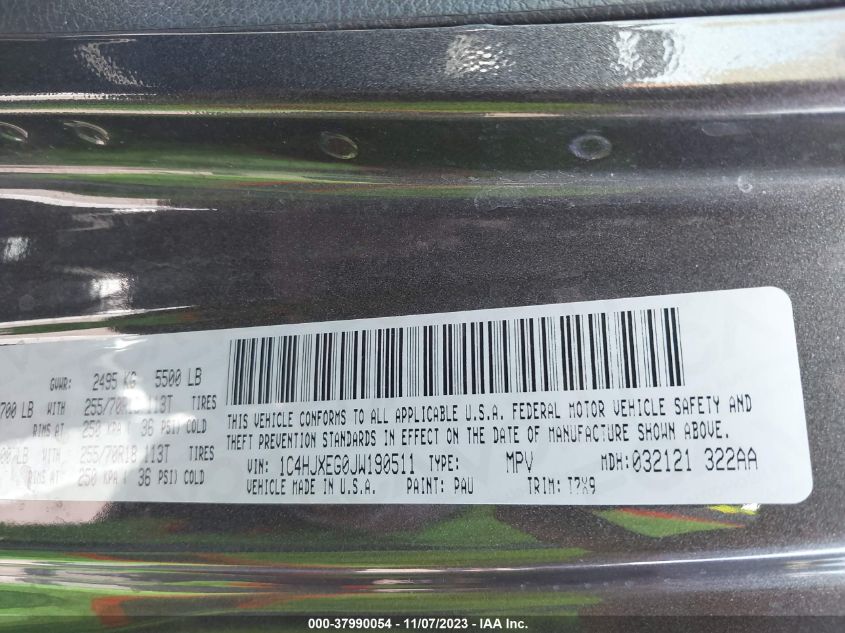 GVWR: 2495 KG 5500 LB
700 LB WITH 255/70R18 113T TIRES
RIMS AT 250 KPA ( 36 PSI) COLD
007LB WITH 255/70R18 113T TIRES
RIMS AT 250 KPA ( 36 PSI) COLD
THIS VEHICLE CONFORMS TO ALL APPLICABLE U.S.A. FEDERAL MOTOR VEHICLE SAFETY AND
THEFT PREVENTION STANDARDS IN EFFECT ON THE DATE OF MANUFACTURE SHOWN ABOVE.
VIN: 1C4HJXEG0JW190511 TYPE: MPV MDH: 032121 322AA
VEHICLE MADE IN U.S.A. PAINT: PAU TRIM: T7X9
000-37990054 - 11/07/2023 - IAA Inc.